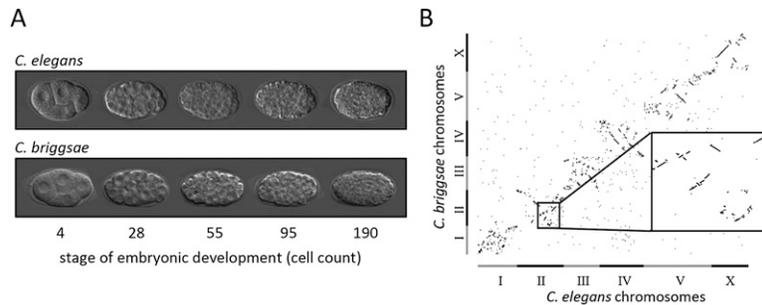 A
C. elegans
C. briggsae
4 28 55 95 190
stage of embryonic development (cell count)
B
C. briggsae chromosomes
X
V
IV
III
II
I
I II III IV V X
C. elegans chromosomes